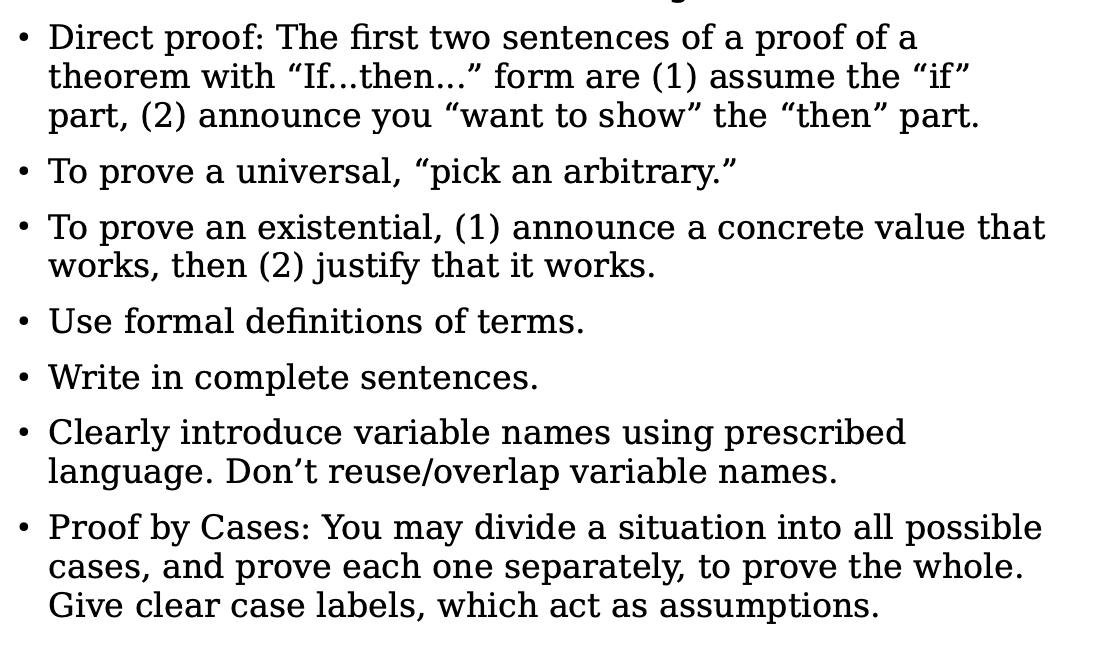 • Direct proof: The first two sentences of a proof of a
theorem with “If...then...” form are (1) assume the “if”
part, (2) announce you “want to show” the “then” part.
• To prove a universal, “pick an arbitrary.”
• To prove an existential, (1) announce a concrete value that
works, then (2) justify that it works.
• Use formal definitions of terms.
• Write in complete sentences.
• Clearly introduce variable names using prescribed
language. Don’t reuse/overlap variable names.
• Proof by Cases: You may divide a situation into all possible
cases, and prove each one separately, to prove the whole.
Give clear case labels, which act as assumptions.